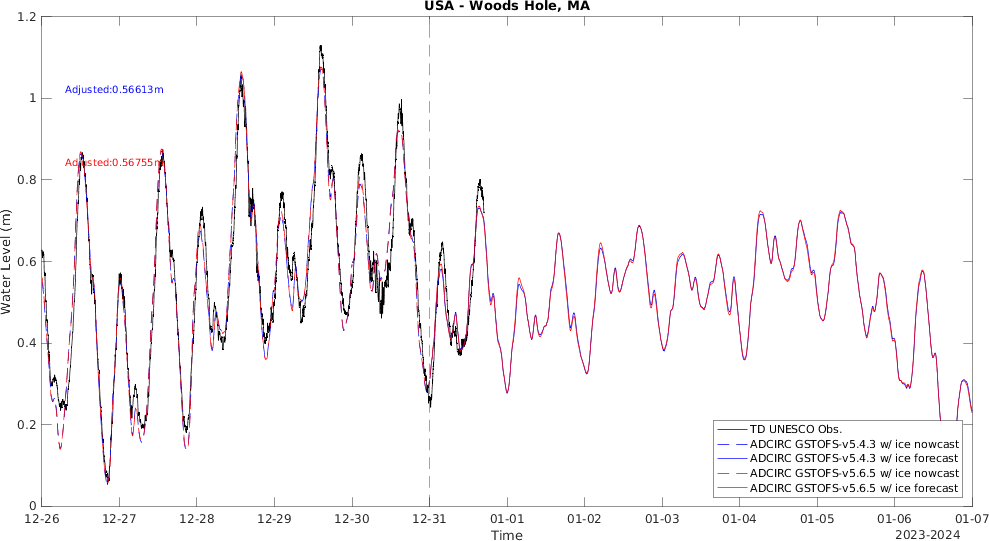 USA - Woods Hole, MA
1.2
1
0.8
0.6
0.4
0.2
0
Water Level (m)
Adjusted:0.56613m
Adjusted:0.56755m
TD UNESCO Obs.
ADCIRC GSTOFS-v5.4.3 w/ ice nowcast
ADCIRC GSTOFS-v5.4.3 w/ ice forecast
ADCIRC GSTOFS-v5.6.5 w/ ice nowcast
ADCIRC GSTOFS-v5.6.5 w/ ice forecast
12-26 12-27 12-28 12-29 12-30 12-31 01-01 01-02 01-03 01-04 01-05 01-06 01-07
Time
2023-2024